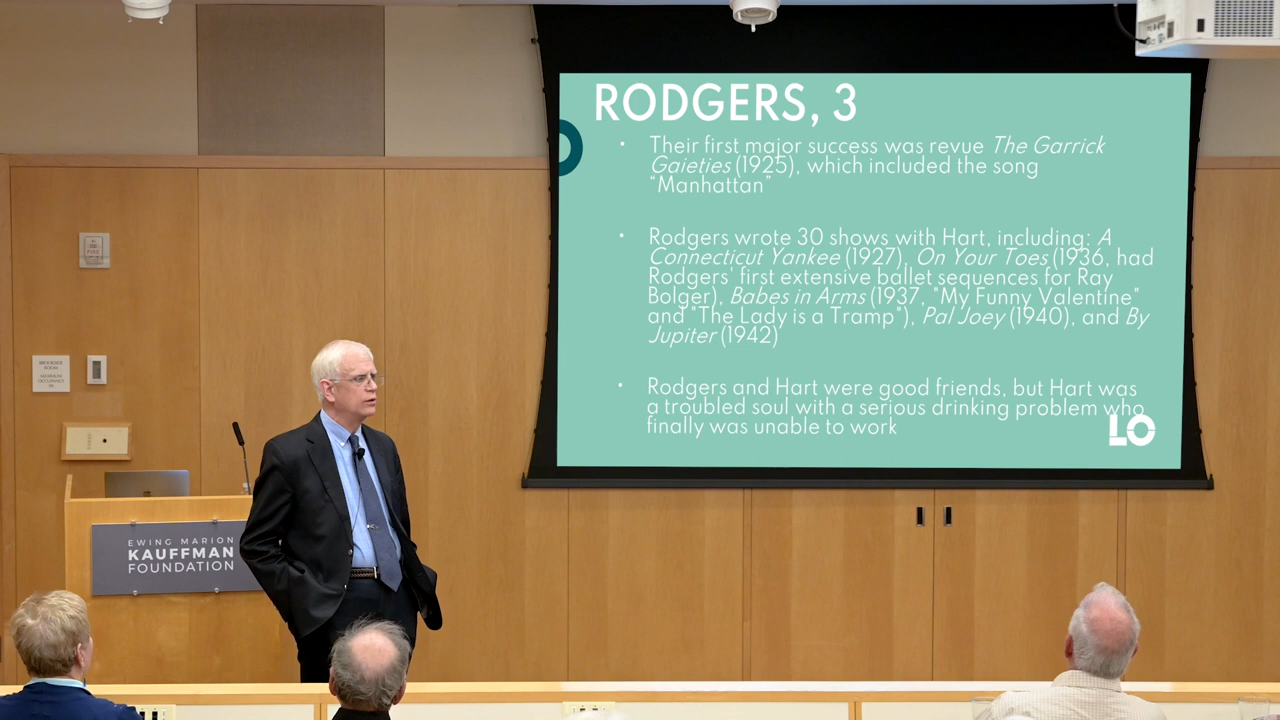 RODGERS, 3
• Their first major success was revue The Garrick
Gaieties (1925), which included the song
“Manhattan”
• Rodgers wrote 30 shows with Hart, including: A
Connecticut Yankee (1927), On Your Toes (1936, had
Rodgers' first extensive ballet sequences for Ray
Bolger), Babes in Arms (1937, "My Funny Valentine"
and "The Lady is a Tramp"), Pal Joey (1940), and By
Jupiter (1942)
• Rodgers and Hart were good friends, but Hart was
a troubled soul with a serious drinking problem who
finally was unable to work
LO
FIRE
ROOM
MAXIMUM
OCCUPANCY
EWING MARION
KAUFFMAN
FOUNDATION